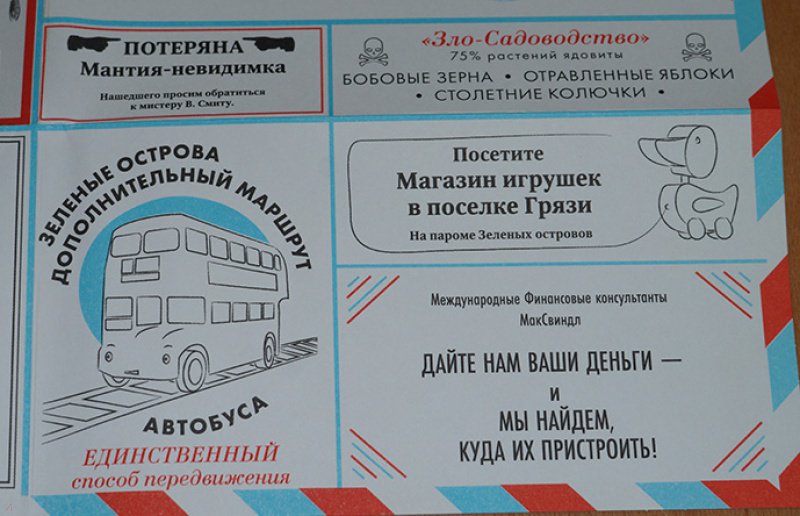 ПОТЕРЯНА
Мантия-невидимка
Нашедшего просим обратиться
к мистеру В. Смиту.
«Зло-Садоводство»
75% растений ядовиты
БОБОВЫЕ ЗЕРНА • ОТРАВЛЕННЫЕ ЯБЛОКИ
• СТОЛЕТНИЕ КОЛЮЧКИ •
ЗЕЛЕНЫЕ ОСТРОВА
ДОПОЛНИТЕЛЬНЫЙ МАРШРУТ
АВТОБУСА
ЕДИНСТВЕННЫЙ
способ передвижения
Посетите
Магазин игрушек
в поселке Грязи
На пароме Зеленых островов
Международные Финансовые консультанты
МакСвиндл
ДАЙТЕ НАМ ВАШИ ДЕНЬГИ —
и
МЫ НАЙДЕМ,
КУДА ИХ ПРИСТРОИТЬ!